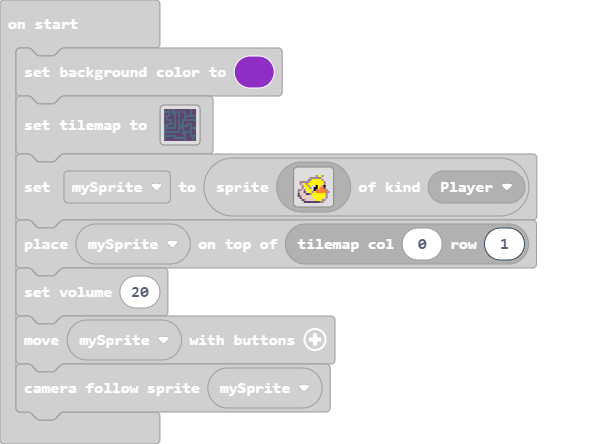 on start
set background color to
set tilemap to
set mySprite to sprite of kind Player
place mySprite on top of tilemap col 0 row 1
set volume 20
move mySprite with buttons
camera follow sprite mySprite